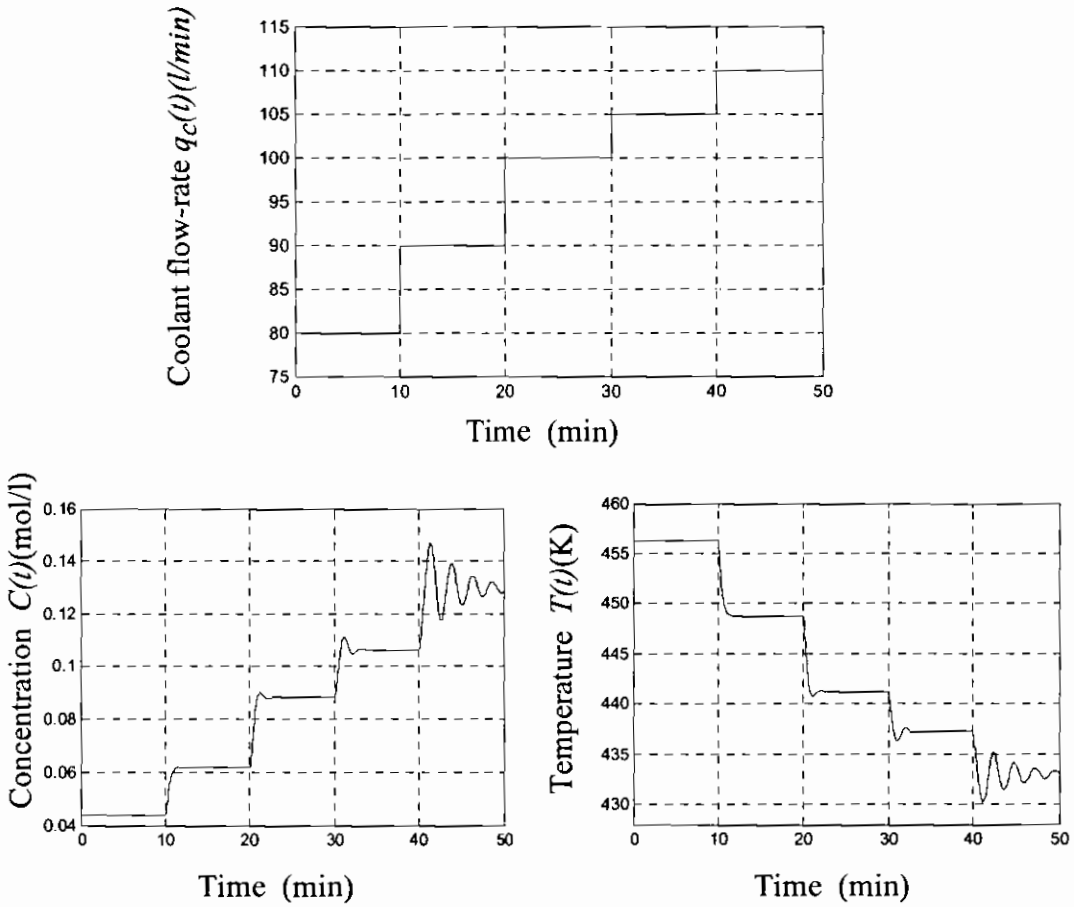 Coolant flow-rate qc(t)(l/min)
115
110
105
100
95
90
85
80
75
0 10 20 30 40 50
Time (min)
Concentration C(t)(mol/l)
0.16
0.14
0.12
0.1
0.08
0.06
0.04
0 10 20 30 40 50
Time (min)
Temperature T(t)(K)
460
455
450
445
440
435
430
0 10 20 30 40 50
Time (min)